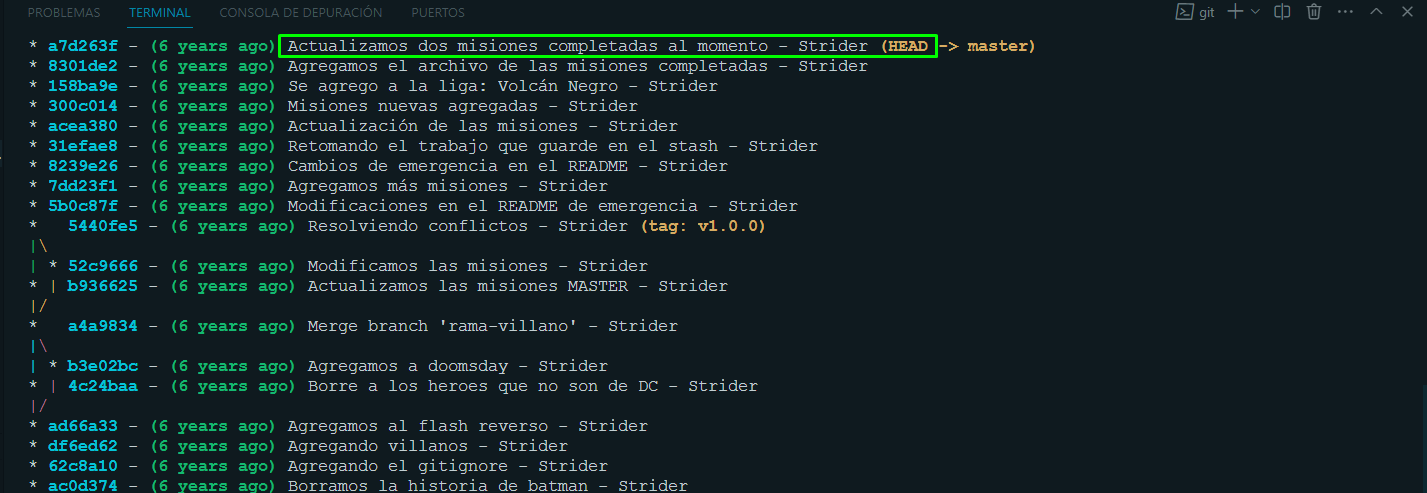 PROBLEMAS TERMINAL CONSOLA DE DEPURACIÓN PUERTOS git
* a7d263f - (6 years ago) Actualizamos dos misiones completadas al momento - Strider (HEAD -> master)
* 8301de2 - (6 years ago) Agregamos el archivo de las misiones completadas - Strider
* 158ba9e - (6 years ago) Se agrego a la liga: Volcán Negro - Strider
* 300c014 - (6 years ago) Misiones nuevas agregadas - Strider
* acea380 - (6 years ago) Actualización de las misiones - Strider
* 31efae8 - (6 years ago) Retomando el trabajo que guarde en el stash - Strider
* 8239e26 - (6 years ago) Cambios de emergencia en el README - Strider
* 7dd23f1 - (6 years ago) Agregamos más misiones - Strider
* 5b0c87f - (6 years ago) Modificaciones en el README de emergencia - Strider
*   5440fe5 - (6 years ago) Resolviendo conflictos - Strider (tag: v1.0.0)
|\
| * 52c9666 - (6 years ago) Modificamos las misiones - Strider
* | b936625 - (6 years ago) Actualizamos las misiones MASTER - Strider
|/
*   a4a9834 - (6 years ago) Merge branch 'rama-villano' - Strider
|\
| * b3e02bc - (6 years ago) Agregamos a doomsday - Strider
* | 4c24baa - (6 years ago) Borre a los heroes que no son de DC - Strider
|/
* ad66a33 - (6 years ago) Agregamos al flash reverso - Strider
* df6ed62 - (6 years ago) Agregando villanos - Strider
* 62c8a10 - (6 years ago) Agregando el gitignore - Strider
* ac0d374 - (6 years ago) Borramos la historia de batman - Strider